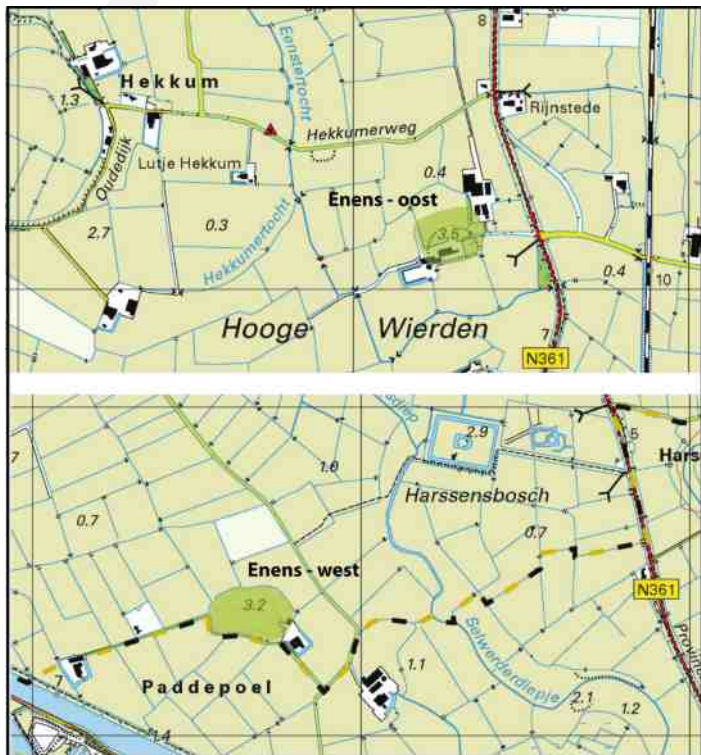 8
Hekkum
Eenstertocht
1.3
Rijnstede
Hekkumerweg
Oudedijk
Lutje Hekkum
0.4
Enens - oost
0.3
2.7
3.5
Hekkumertocht
0.4
10
Hooge Wierden
7
N361
2.9
5
7
1.0
Harssensbosch
0.7
0.7
Enens - west
N361
3.2
Selwerderdiepje
1.1
7
Paddepoel
2.1
1.2
1.4